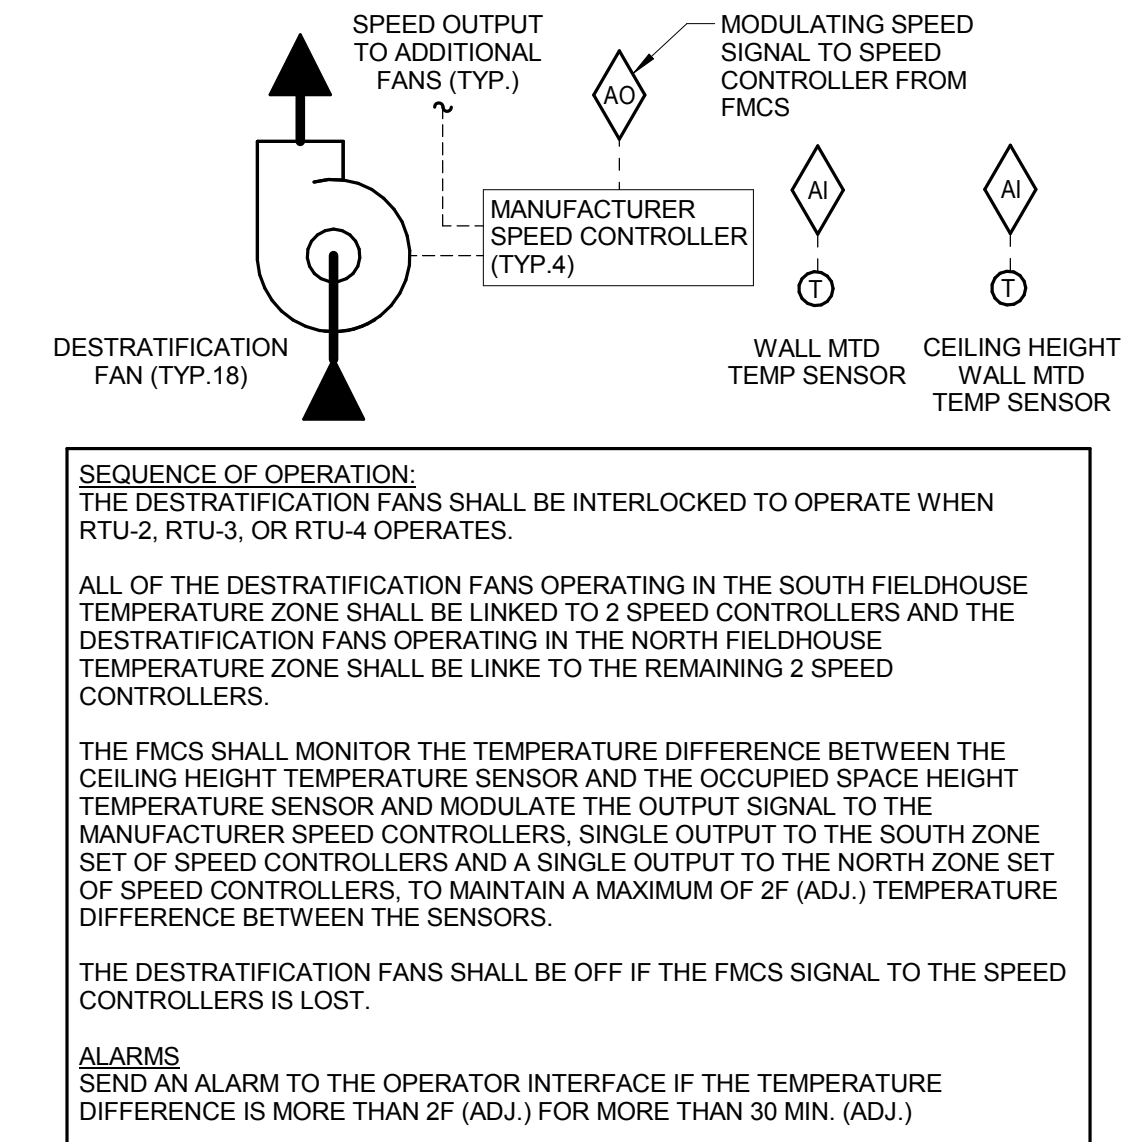 SPEED OUTPUT
TO ADDITIONAL
FANS (TYP.)
MODULATING SPEED
SIGNAL TO SPEED
CONTROLLER FROM
FMCS
AO
AI
AI
MANUFACTURER
SPEED CONTROLLER
(TYP.4)
T
T
DESTRATIFICATION
FAN (TYP.18)
WALL MTD
TEMP SENSOR
CEILING HEIGHT
WALL MTD
TEMP SENSOR
SEQUENCE OF OPERATION:
THE DESTRATIFICATION FANS SHALL BE INTERLOCKED TO OPERATE WHEN
RTU-2, RTU-3, OR RTU-4 OPERATES.
ALL OF THE DESTRATIFICATION FANS OPERATING IN THE SOUTH FIELDHOUSE
TEMPERATURE ZONE SHALL BE LINKED TO 2 SPEED CONTROLLERS AND THE
DESTRATIFICATION FANS OPERATING IN THE NORTH FIELDHOUSE
TEMPERATURE ZONE SHALL BE LINKE TO THE REMAINING 2 SPEED
CONTROLLERS.
THE FMCS SHALL MONITOR THE TEMPERATURE DIFFERENCE BETWEEN THE
CEILING HEIGHT TEMPERATURE SENSOR AND THE OCCUPIED SPACE HEIGHT
TEMPERATURE SENSOR AND MODULATE THE OUTPUT SIGNAL TO THE
MANUFACTURER SPEED CONTROLLERS, SINGLE OUTPUT TO THE SOUTH ZONE
SET OF SPEED CONTROLLERS AND A SINGLE OUTPUT TO THE NORTH ZONE SET
OF SPEED CONTROLLERS, TO MAINTAIN A MAXIMUM OF 2F (ADJ.) TEMPERATURE
DIFFERENCE BETWEEN THE SENSORS.
THE DESTRATIFICATION FANS SHALL BE OFF IF THE FMCS SIGNAL TO THE SPEED
CONTROLLERS IS LOST.
ALARMS
SEND AN ALARM TO THE OPERATOR INTERFACE IF THE TEMPERATURE
DIFFERENCE IS MORE THAN 2F (ADJ.) FOR MORE THAN 30 MIN. (ADJ.)